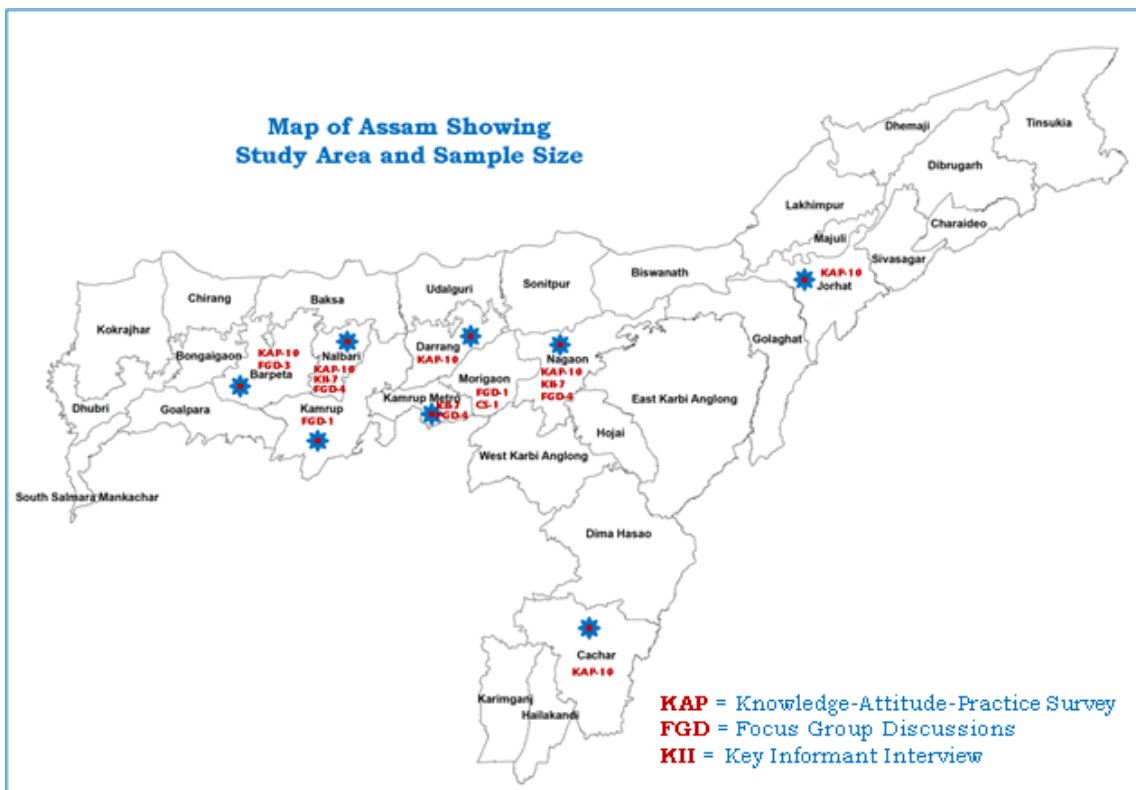 Map of Assam Showing
Study Area and Sample Size
Tinsukia
Dhemaji
Dibrugarh
Lakhimpur
Charaideo
Majuli
Sivasagar
KAP-10
Jorhat
Biswanath
Sonitpur
Udalguri
Baksa
Chirang
Kokrajhar
Golaghat
Bongaigaon
KAP-10
FGD-3
Barpeta
Nalbari
KAP-10
KII-7
FGD-4
Darrang
KAP-10
Nagaon
KAP-10
KII-7
FGD-4
Morigaon
FGD-1
CS-1
Kamrup Metro
KII-7
Dhubri
Goalpara
Kamrup
FGD-1
East Karbi Anglong
Hojai
West Karbi Anglong
South Salmara Mankachar
Dima Hasao
Cachar
KAP-10
Karimganj
Hailakandi
KAP = Knowledge-Attitude-Practice Survey
FGD = Focus Group Discussions
KII = Key Informant Interview